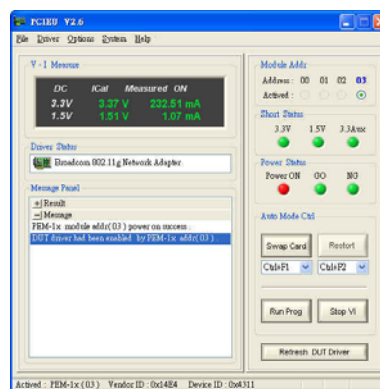 PCIEU V2.6
File Driver Options System Help
V - I Measure
DC ICat Measured ON
3.3V 3.37 V 232.51 mA
1.5V 1.51 V 1.07 mA
Driver Status
Broadcom 802.11g Network Adapter
Message Panel
+| Result
—| Message
PEM-1x module addr( 03 ) power on success .
DUT driver had been enabled by PEM-1x addr( 03 ) .
Module Addr
Address : 00 01 02 03
Actived :
Short Status
3.3V 1.5V 3.3Aux
Power Status
Power ON GO NG
Auto Mode Ctrl
Swap Card Restort
Ctrl+F1 Ctrl+F2
Run Prog Stop VI
Refresh DUT Driver
Actived : PEM-1x ( 03 ) Vendor ID : 0x14E4 Device ID : 0x4311